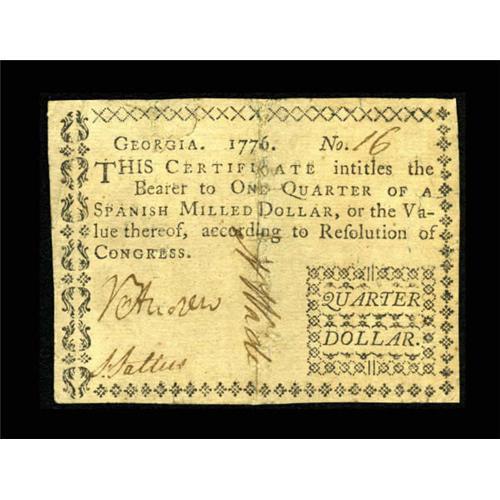 GEORGIA. 1776. No. 16
THIS CERTIFICATE intitles the
Bearer to ONE QUARTER OF A
SPANISH MILLED DOLLAR, or the Va-
lue thereof, according to Reſolution of
CONGRESS.
QUARTER
DOLLAR.